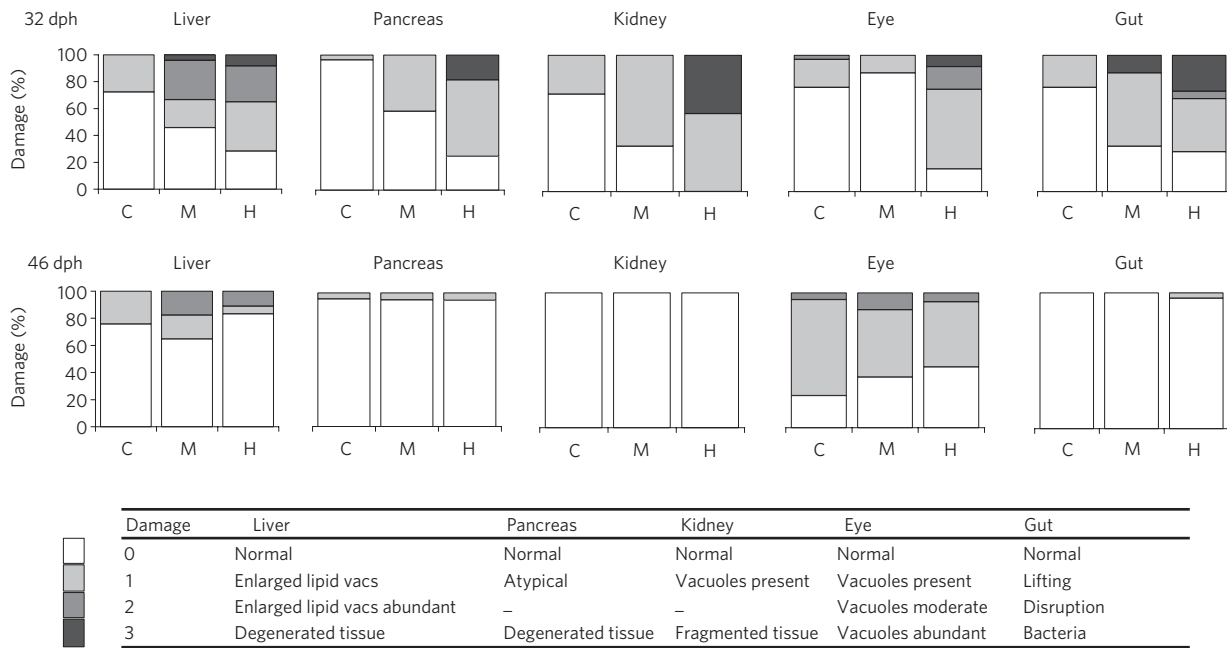 32 dph Liver Pancreas Kidney Eye Gut
Damage (%)
100
80
60
40
20
0
C M H C M H C M H C M H C M H
46 dph Liver Pancreas Kidney Eye Gut
Damage (%)
100
80
60
40
20
0
C M H C M H C M H C M H C M H
Damage Liver Pancreas Kidney Eye Gut
0 Normal Normal Normal Normal Normal
1 Enlarged lipid vacs Atypical Vacuoles present Vacuoles present Lifting
2 Enlarged lipid vacs abundant – – Vacuoles moderate Disruption
3 Degenerated tissue Degenerated tissue Fragmented tissue Vacuoles abundant Bacteria